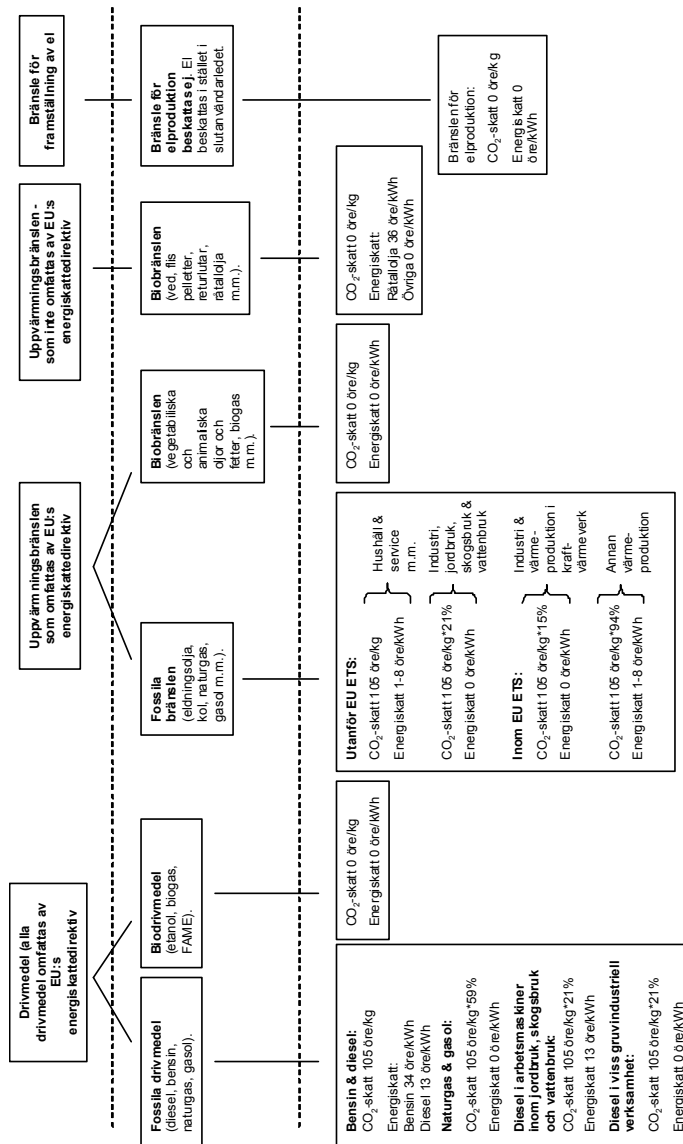 Drivmedel (alla
drivmedel omfattas av
EU:s
energiskattedirektiv
Uppvärmningsbränslen
som omfattas av EU:s
energiskattedirektiv
Uppvärmningsbränslen -
som inte omfattas av EU:s
energiskattedirektiv
Bränsle för
framställning av el
Fossila drivmedel
(diesel, bensin,
naturgas, gasol).
Biodrivmedel
(etanol, biogas,
FAME).
Fossila
bränslen
(eldningsolja,
kol, naturgas,
gasol m.m.).
Biobränslen
(vegetabiliska
och
animaliska
oljor och
fetter, biogas
m.m.).
Biobränslen
(ved, flis
pelletter,
returlutar,
råtallolja
m.m.).
Bränsle för
elproduktion
beskattas ej. El
beskattas i stället i
slutanvändarledet.
Bensin & diesel:
CO₂-skatt 105 öre/kg
Energiskatt:
Bensin 34 öre/kWh
Diesel 13 öre/kWh
Naturgas & gasol:
CO₂-skatt 105 öre/kg*59%
Energiskatt 0 öre/kWh
Diesel i arbetsmaskiner
inom jordbruk, skogsbruk
och vattenbruk:
CO₂-skatt 105 öre/kg*21%
Energiskatt 13 öre/kWh
Diesel i viss gruvindustriell
verksamhet:
CO₂-skatt 105 öre/kg*21%
Energiskatt 0 öre/kWh
CO₂-skatt 0 öre/kg
Energiskatt 0 öre/kWh
Utanför EU ETS:
CO₂-skatt 105 öre/kg
Energiskatt 1-8 öre/kWh
Hushåll &
service
m.m.
CO₂-skatt 105 öre/kg*21%
Energiskatt 0 öre/kWh
Industri,
jordbruk,
skogsbruk &
vattenbruk
Inom EU ETS:
CO₂-skatt 105 öre/kg*15%
Energiskatt 0 öre/kWh
Industri &
värme-
produktion i
kraft-
värmeverk
CO₂-skatt 105 öre/kg*94%
Energiskatt 1-8 öre/kWh
Annan
värme-
produktion
CO₂-skatt 0 öre/kg
Energiskatt 0 öre/kWh
CO₂-skatt 0 öre/kg
Energiskatt:
Råtallolja 36 öre/kWh
Övriga 0 öre/kWh
Bränslen för
elproduktion:
CO₂-skatt 0 öre/kg
Energiskatt 0
öre/kWh